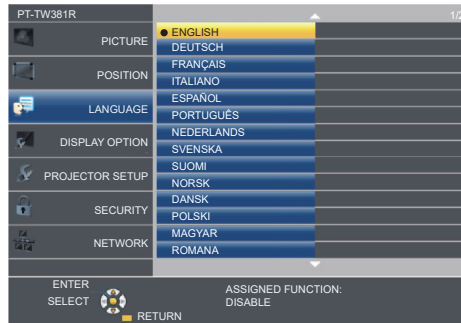 PT-TW381R
1/2
PICTURE
POSITION
LANGUAGE
DISPLAY OPTION
PROJECTOR SETUP
SECURITY
NETWORK
ENGLISH
DEUTSCH
FRANÇAIS
ITALIANO
ESPAÑOL
PORTUGUÊS
NEDERLANDS
SVENSKA
SUOMI
NORSK
DANSK
POLSKI
MAGYAR
ROMANA
ENTER
SELECT
RETURN
ASSIGNED FUNCTION:
DISABLE